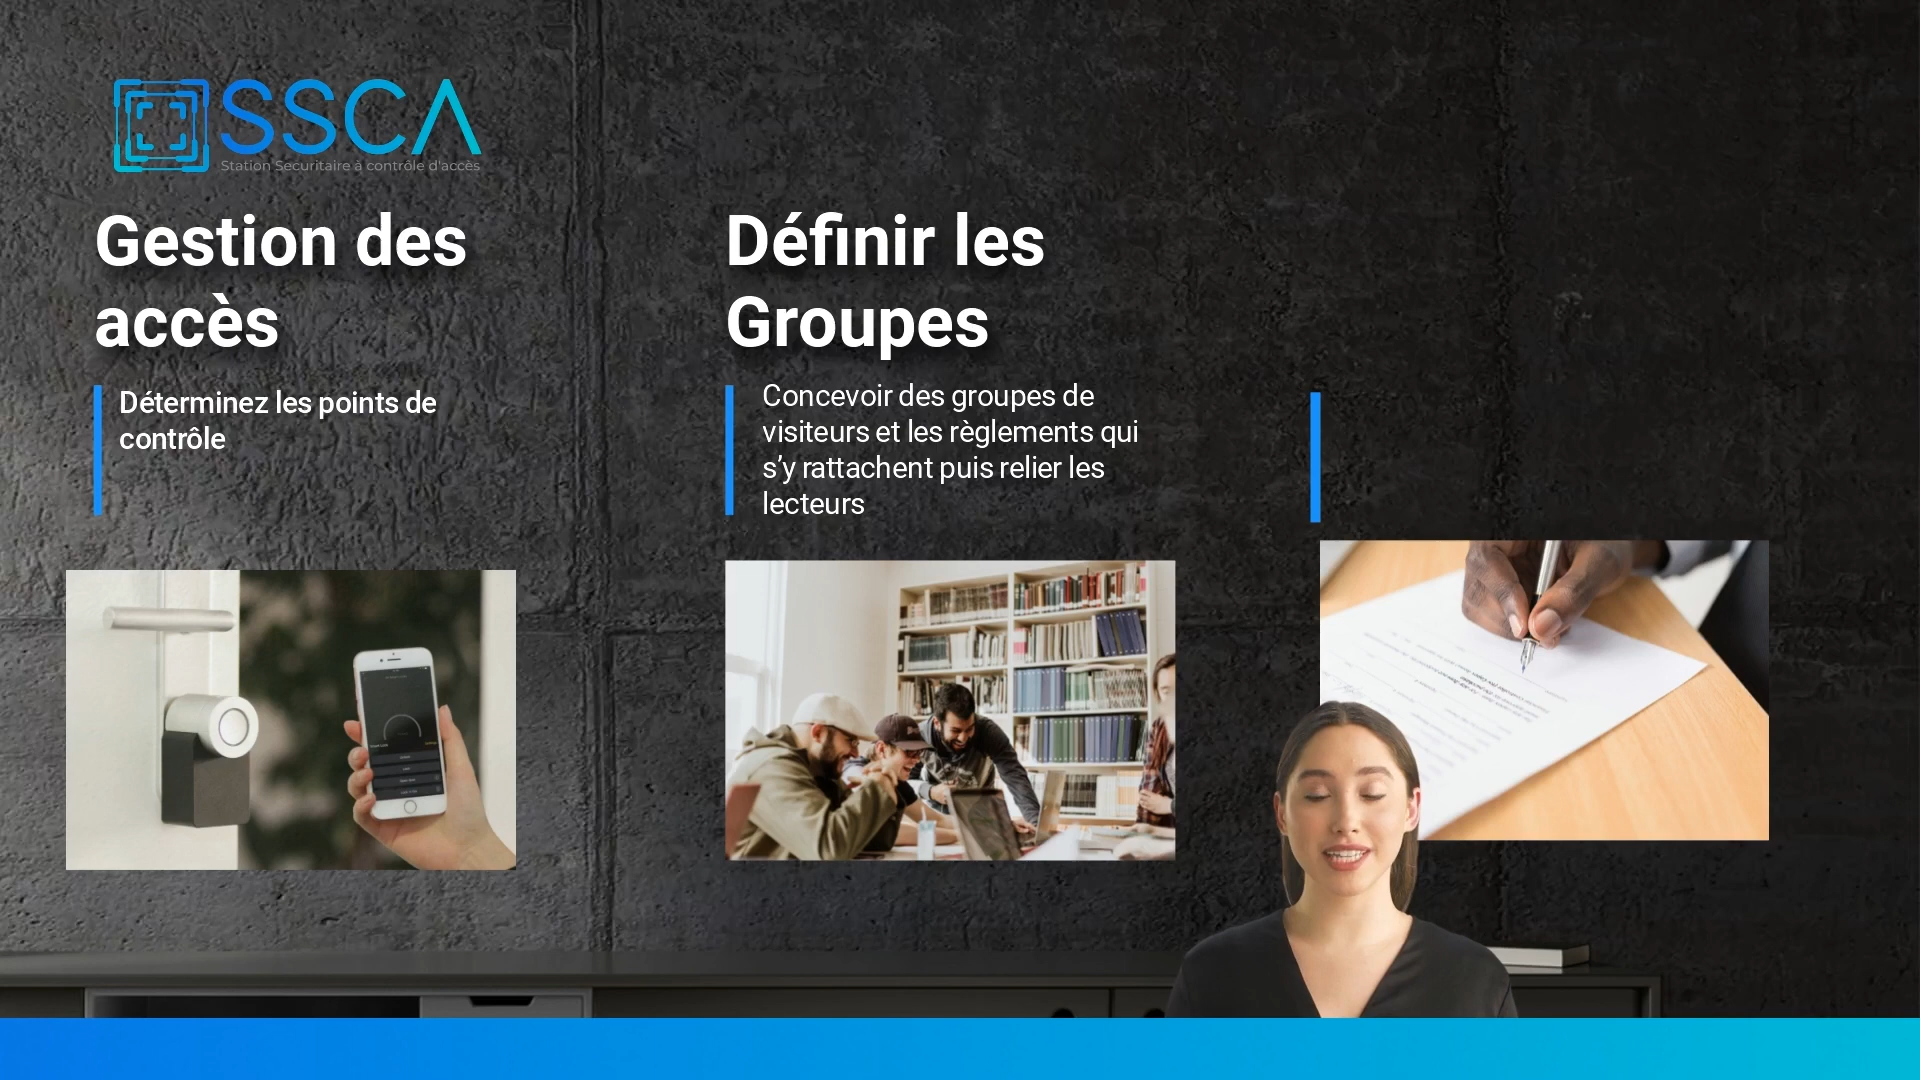 SSCA
Station Securitaire à contrôle d'accès
Gestion des
accès
Déterminez les points de
contrôle
Définir les
Groupes
Concevoir des groupes de
visiteurs et les règlements qui
s’y rattachent puis relier les
lecteurs